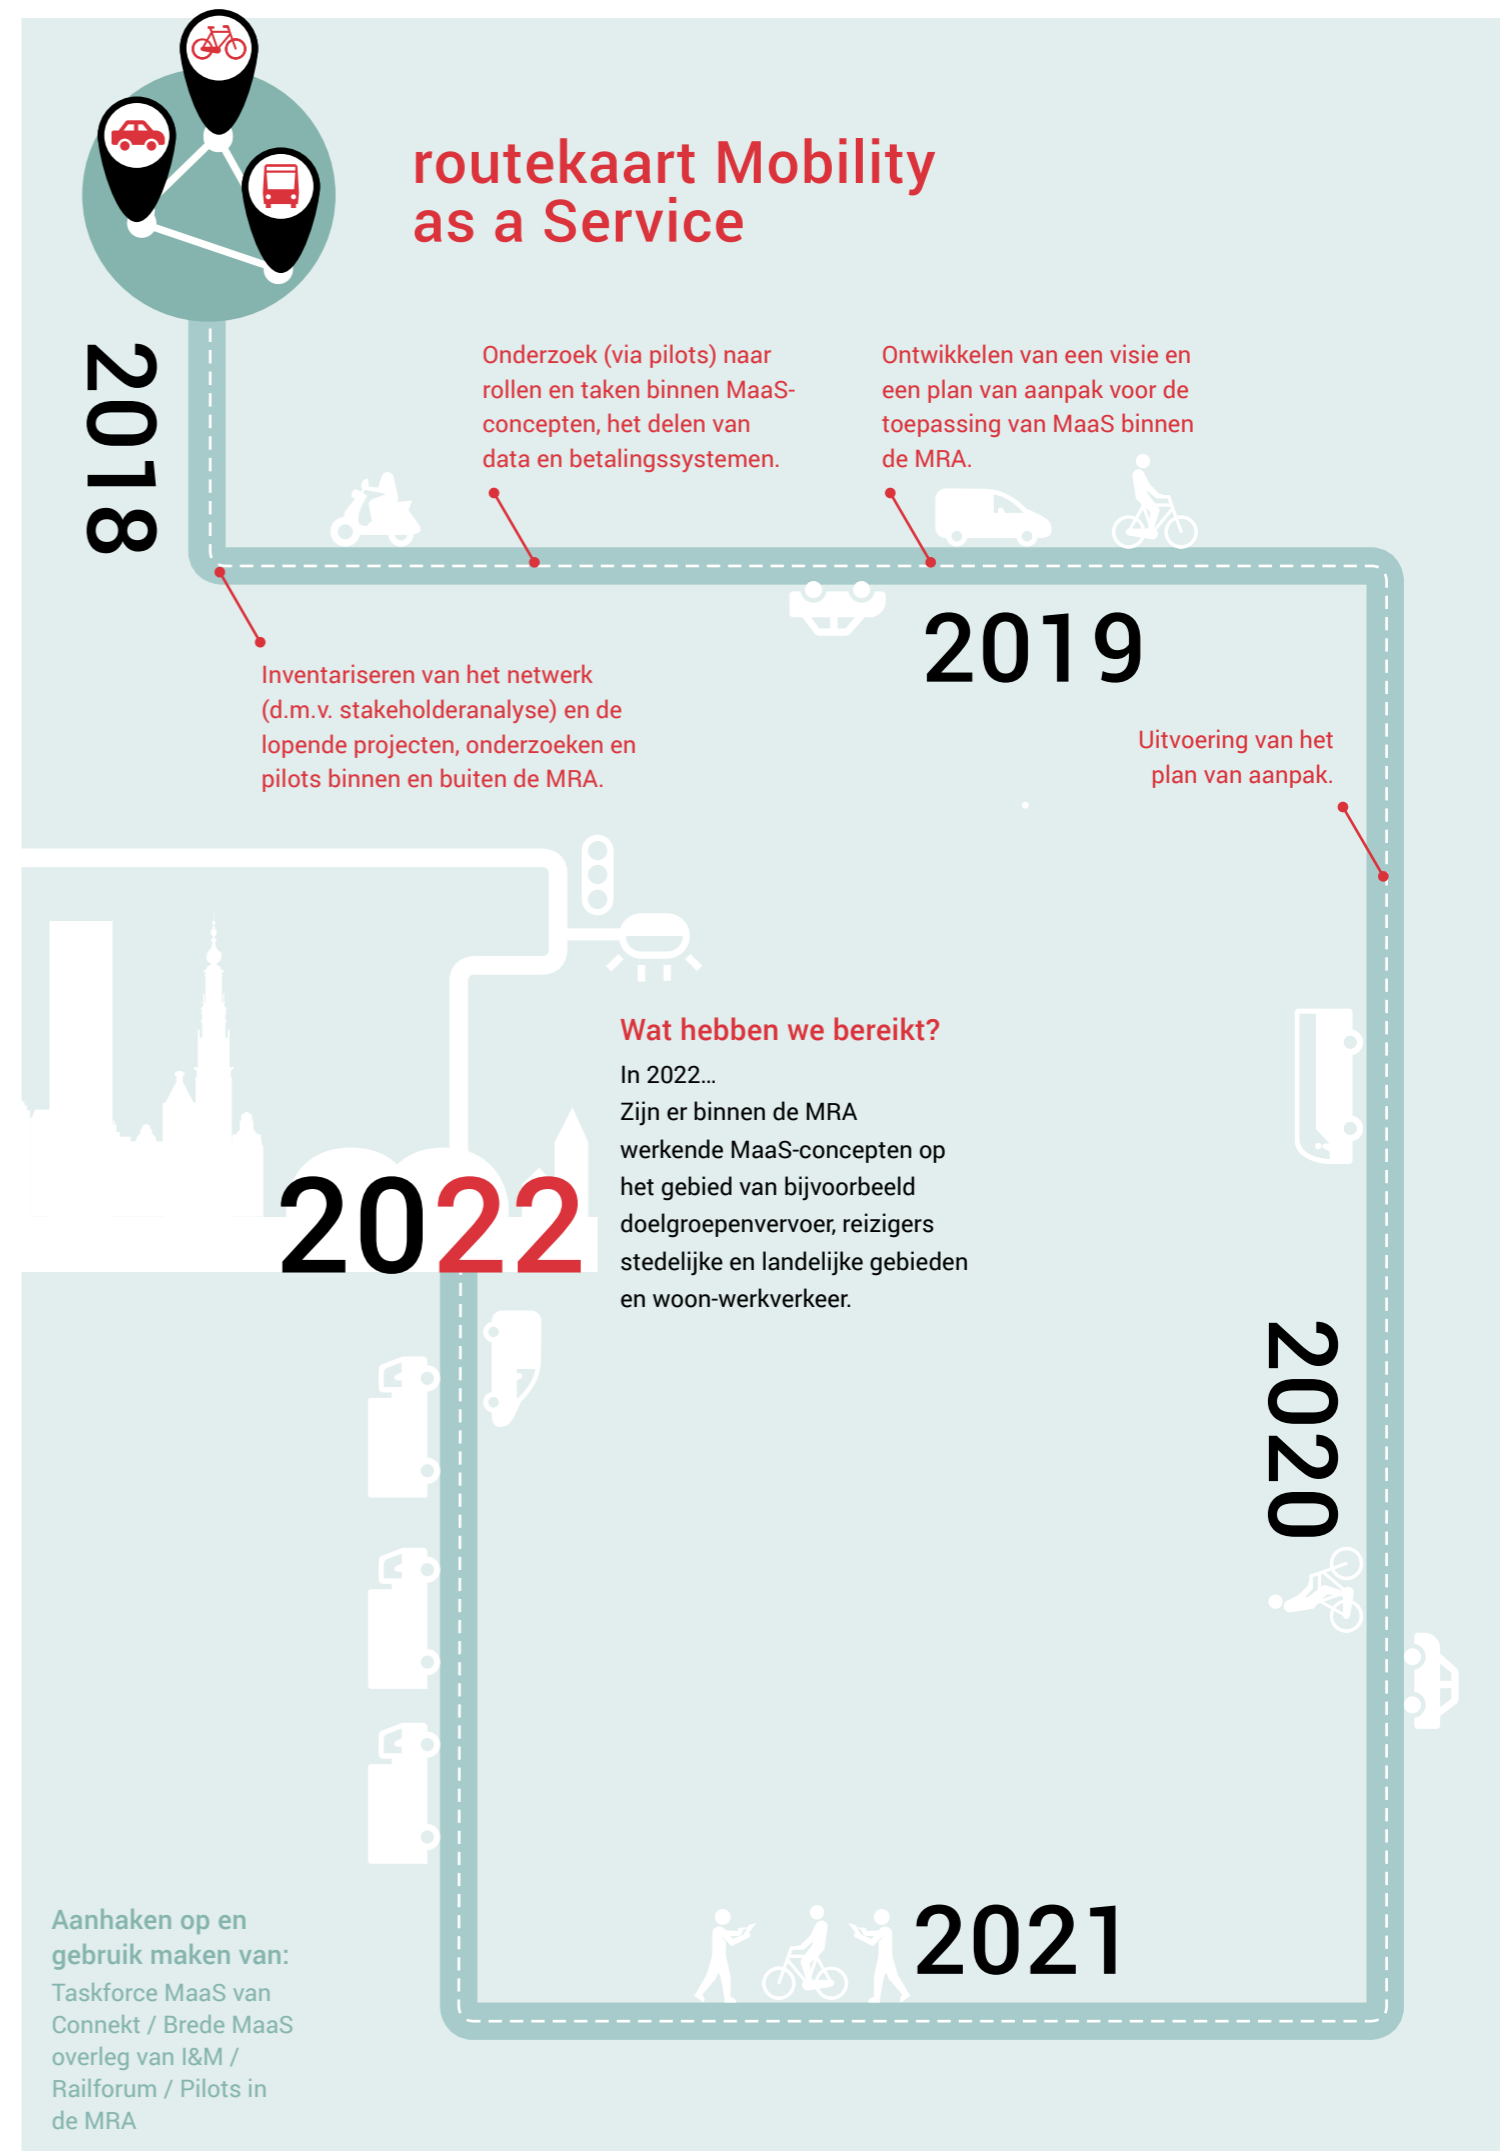 routekaart Mobility
as a Service
2018
Onderzoek (via pilots) naar
rollen en taken binnen MaaS-
concepten, het delen van
data en betalingssystemen.
Ontwikkelen van een visie en
een plan van aanpak voor de
toepassing van MaaS binnen
de MRA.
2019
Inventariseren van het netwerk
(d.m.v. stakeholderanalyse) en de
lopende projecten, onderzoeken en
pilots binnen en buiten de MRA.
Uitvoering van het
plan van aanpak.
Wat hebben we bereikt?
In 2022...
Zijn er binnen de MRA
werkende MaaS-concepten op
het gebied van bijvoorbeeld
doelgroepenvervoer, reizigers
stedelijke en landelijke gebieden
en woon-werkverkeer.
2022
2020
2021
Aanhaken op en
gebruik maken van:
Taskforce MaaS van
Connekt / Brede MaaS
overleg van I&M /
Railforum / Pilots in
de MRA